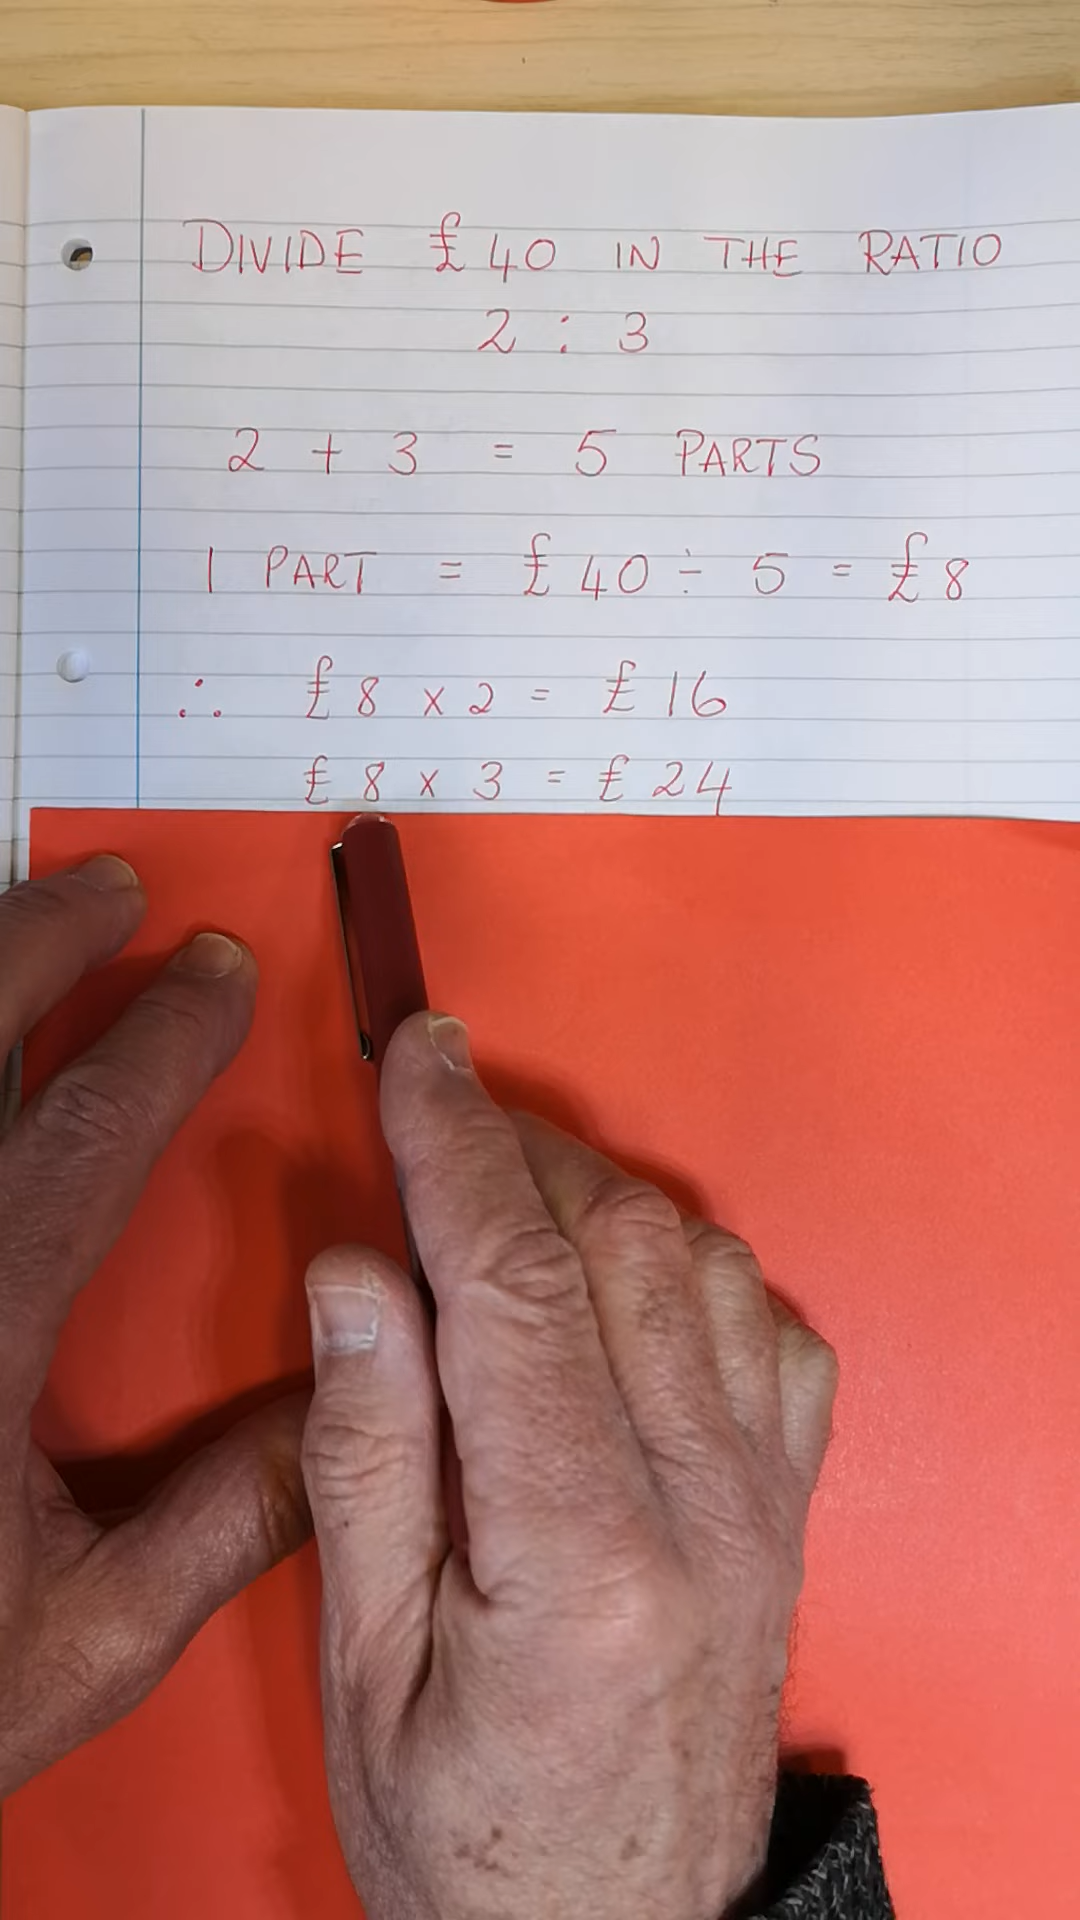 DIVIDE £40 IN THE RATIO
2 : 3
2 + 3 = 5 PARTS
1 PART = £40 ÷ 5 = £8
∴ £8 × 2 = £16
£8 × 3 = £24